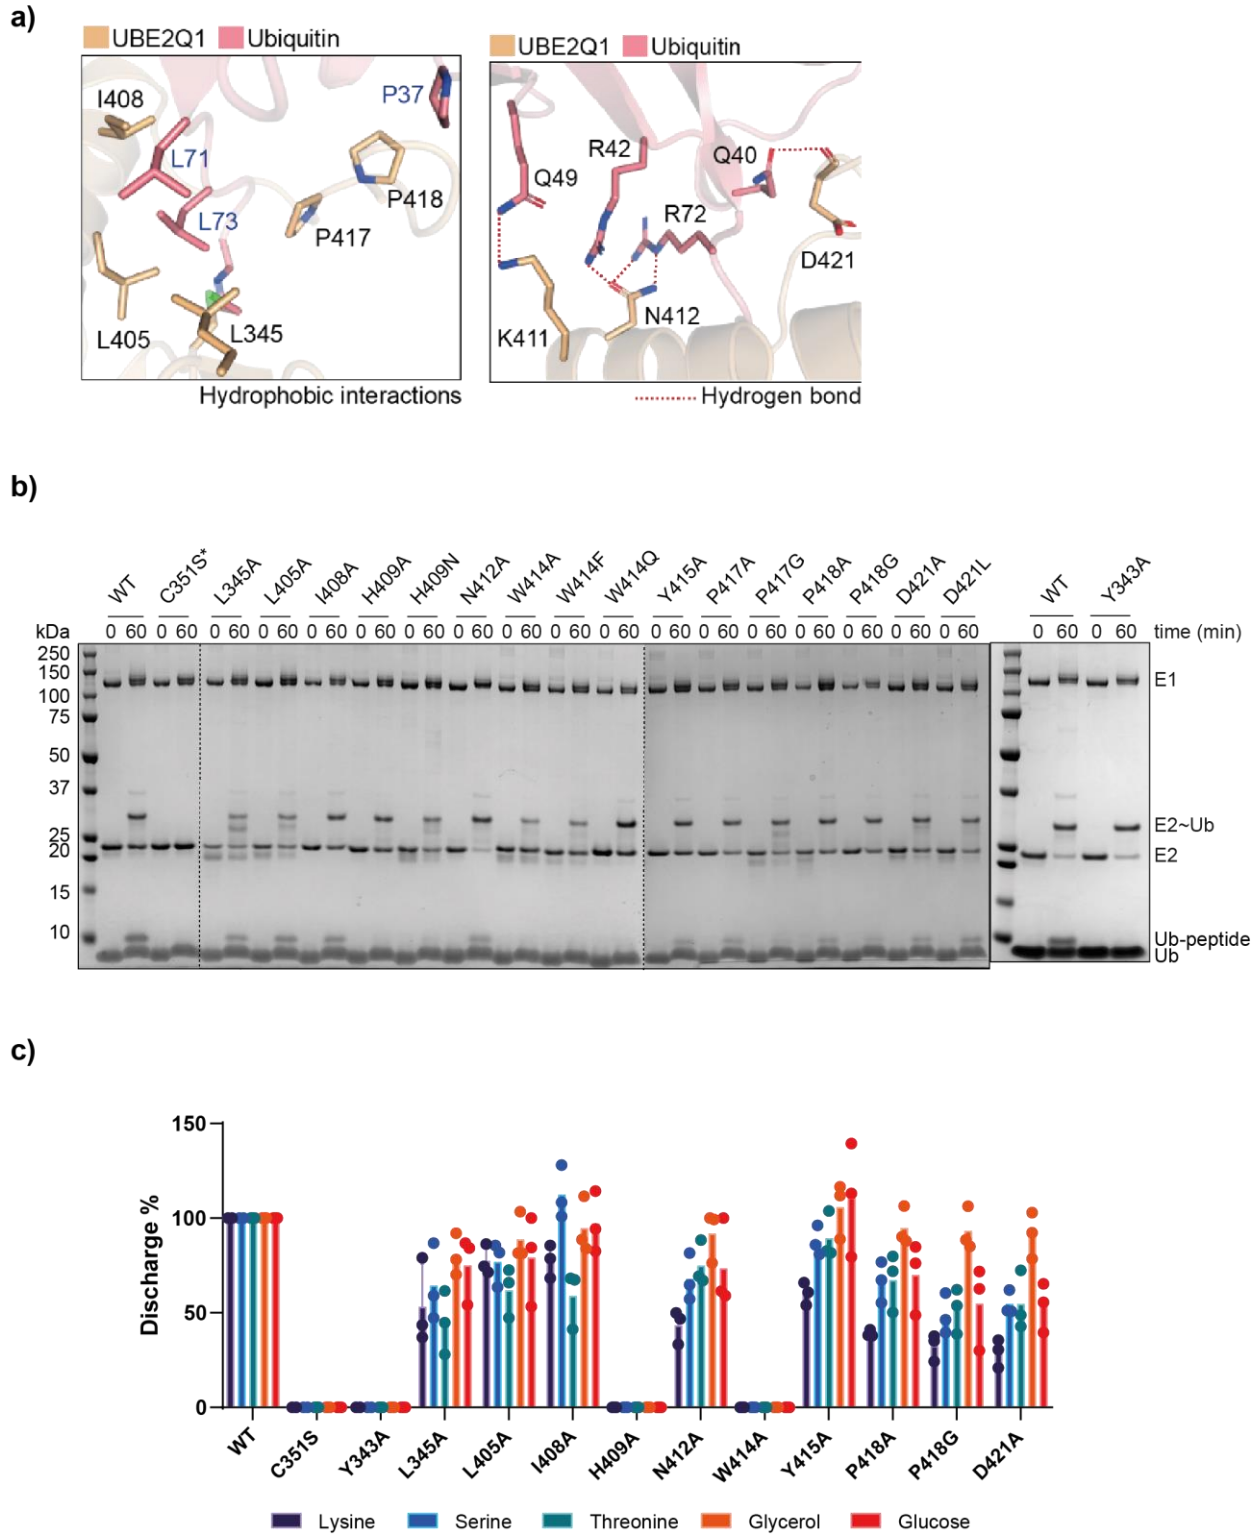 a)
UBE2Q1 Ubiquitin
I408
P37
L71
L73
P418
P417
L405
L345
Hydrophobic interactions
UBE2Q1 Ubiquitin
R42
Q40
Q49
R72
D421
N412
K411
Hydrogen bond
b)
WT C351S* L345A L405A I408A H409A H409N N412A W414A W414F W414Q Y415A P417A P417G P418A P418G D421A D421L WT Y343A
kDa 0 60 0 60 0 60 0 60 0 60 0 60 0 60 0 60 0 60 0 60 0 60 0 60 0 60 0 60 0 60 0 60 0 60 0 60 0 60 0 60 time (min)
250
150
E1
100
75
50
37
E2~Ub
25
20
E2
15
10
Ub-peptide
Ub
c)
150
100
50
0
Discharge %
WT C351S Y343A L345A L405A I408A H409A N412A W414A Y415A P418A P418G D421A
Lysine Serine Threonine Glycerol Glucose